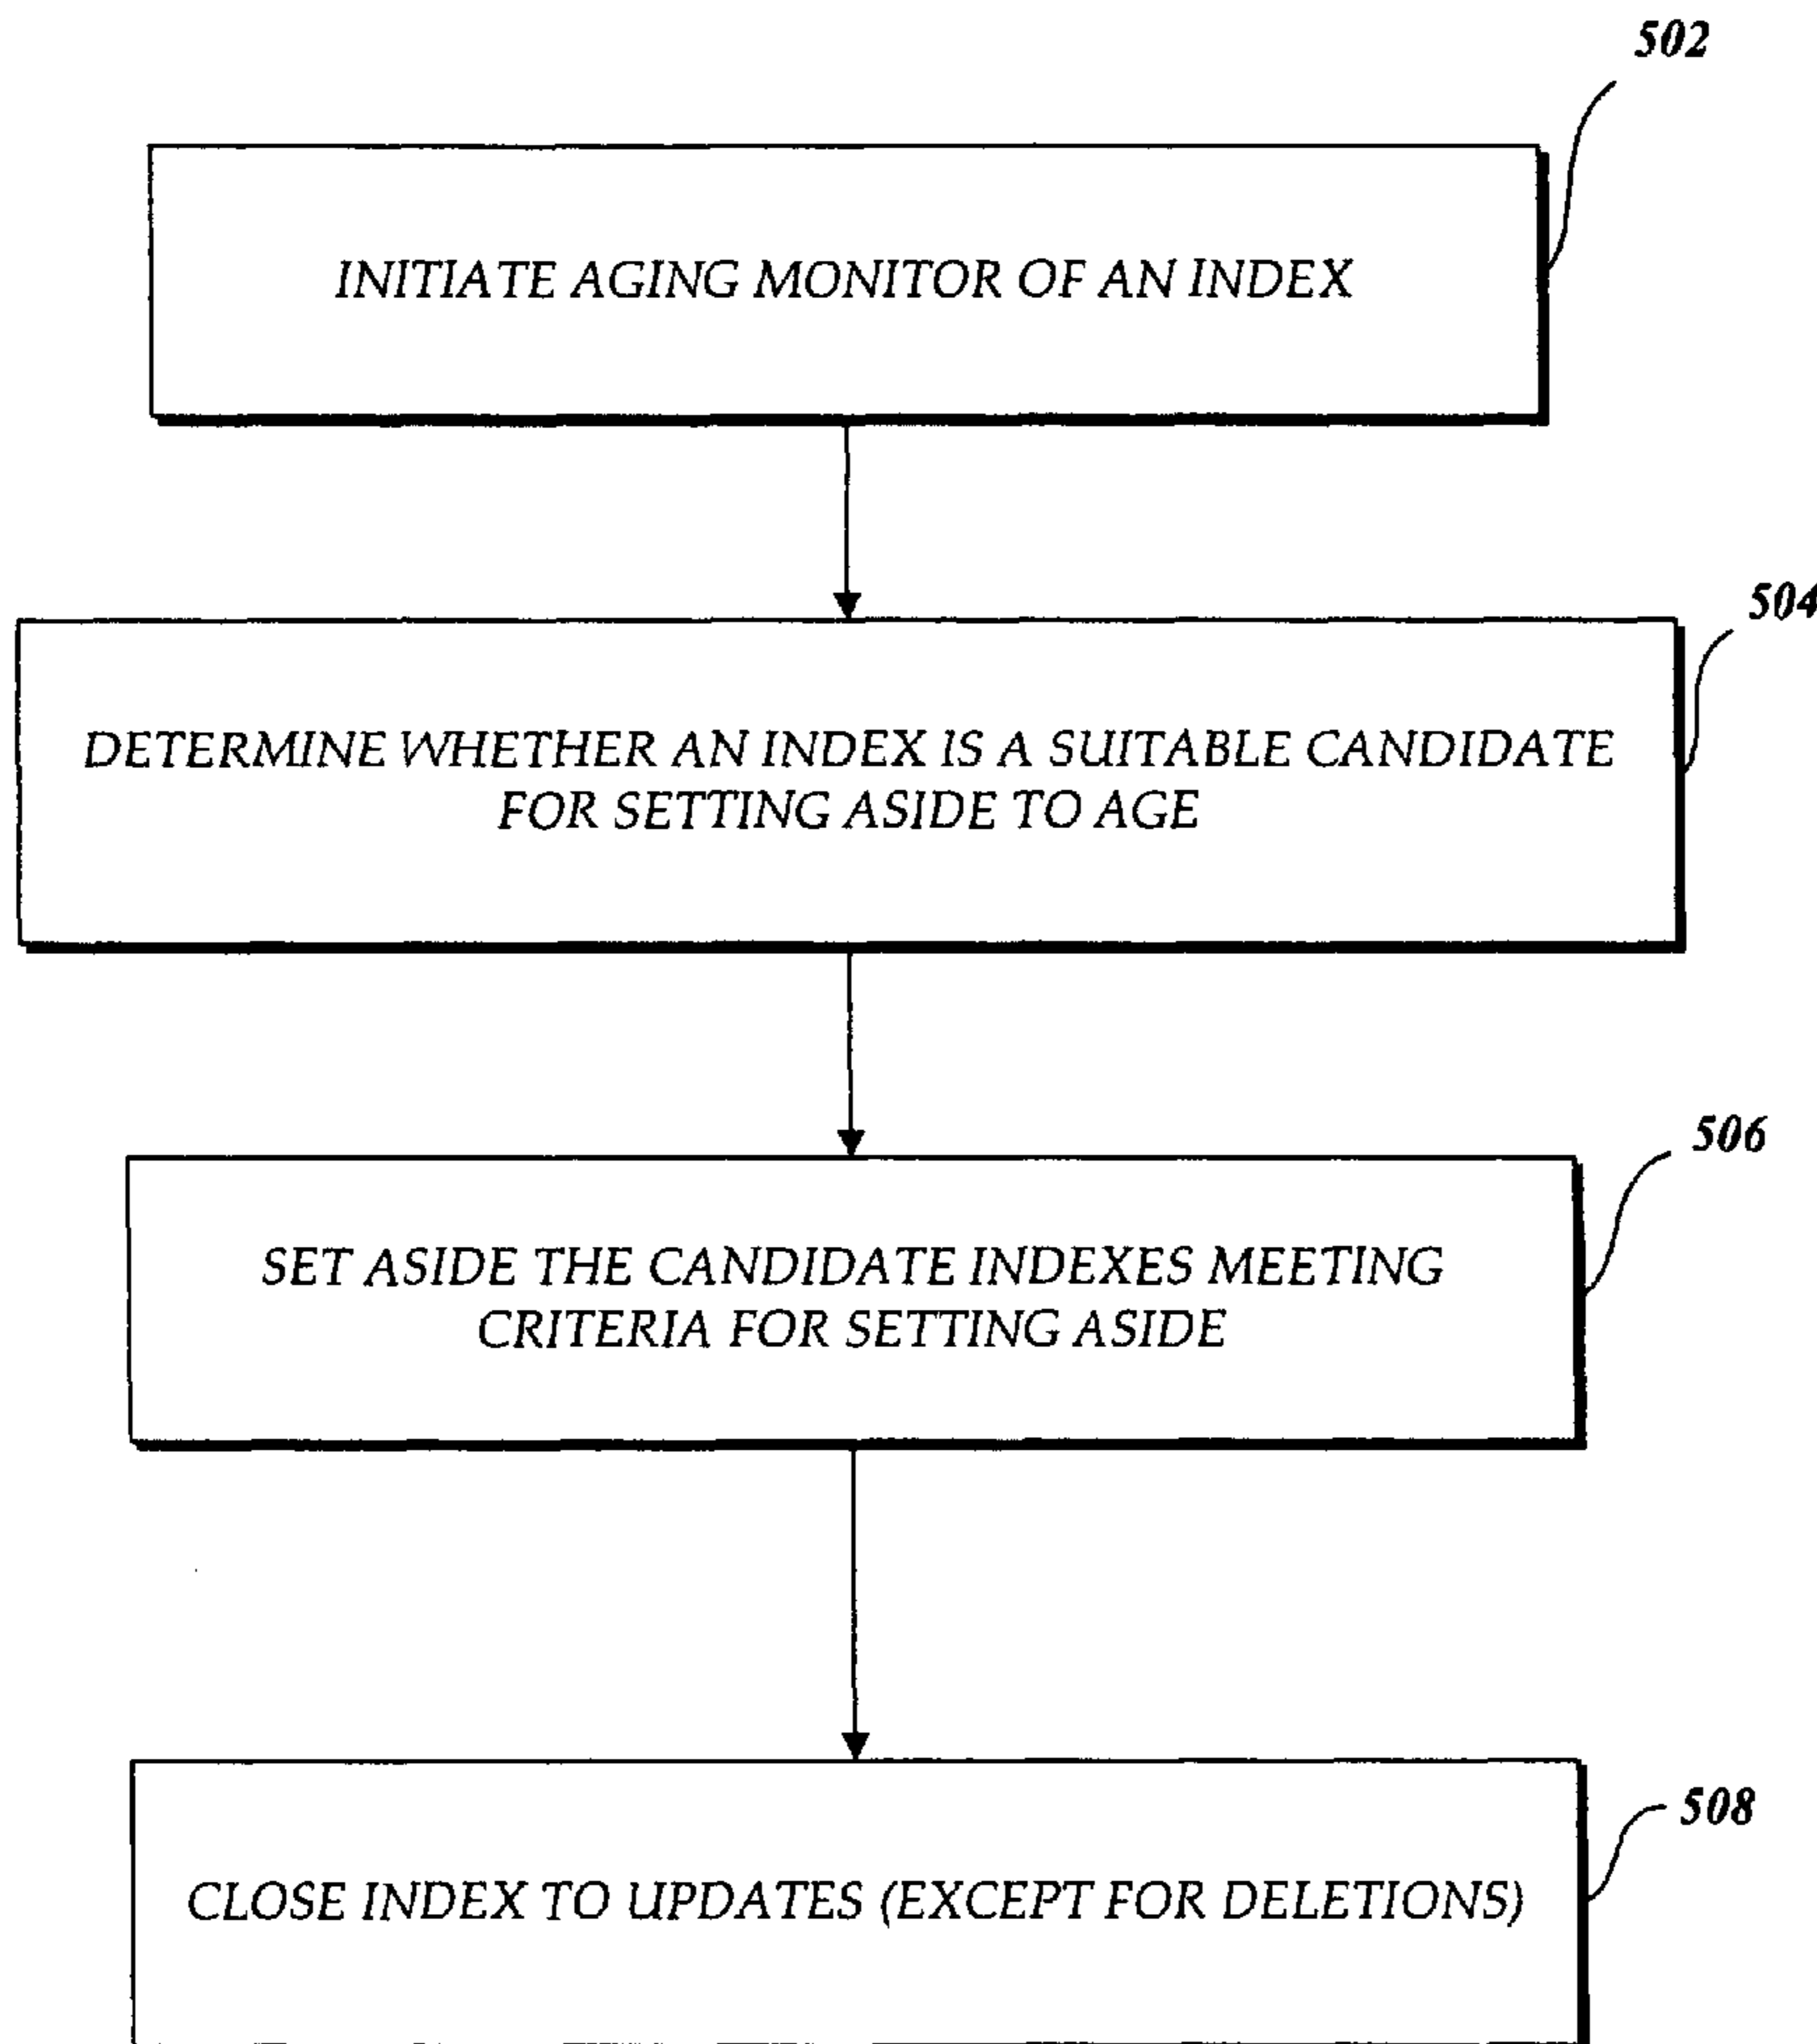 502
INITIATE AGING MONITOR OF AN INDEX
504
DETERMINE WHETHER AN INDEX IS A SUITABLE CANDIDATE
FOR SETTING ASIDE TO AGE
506
SET ASIDE THE CANDIDATE INDEXES MEETING
CRITERIA FOR SETTING ASIDE
508
CLOSE INDEX TO UPDATES (EXCEPT FOR DELETIONS)